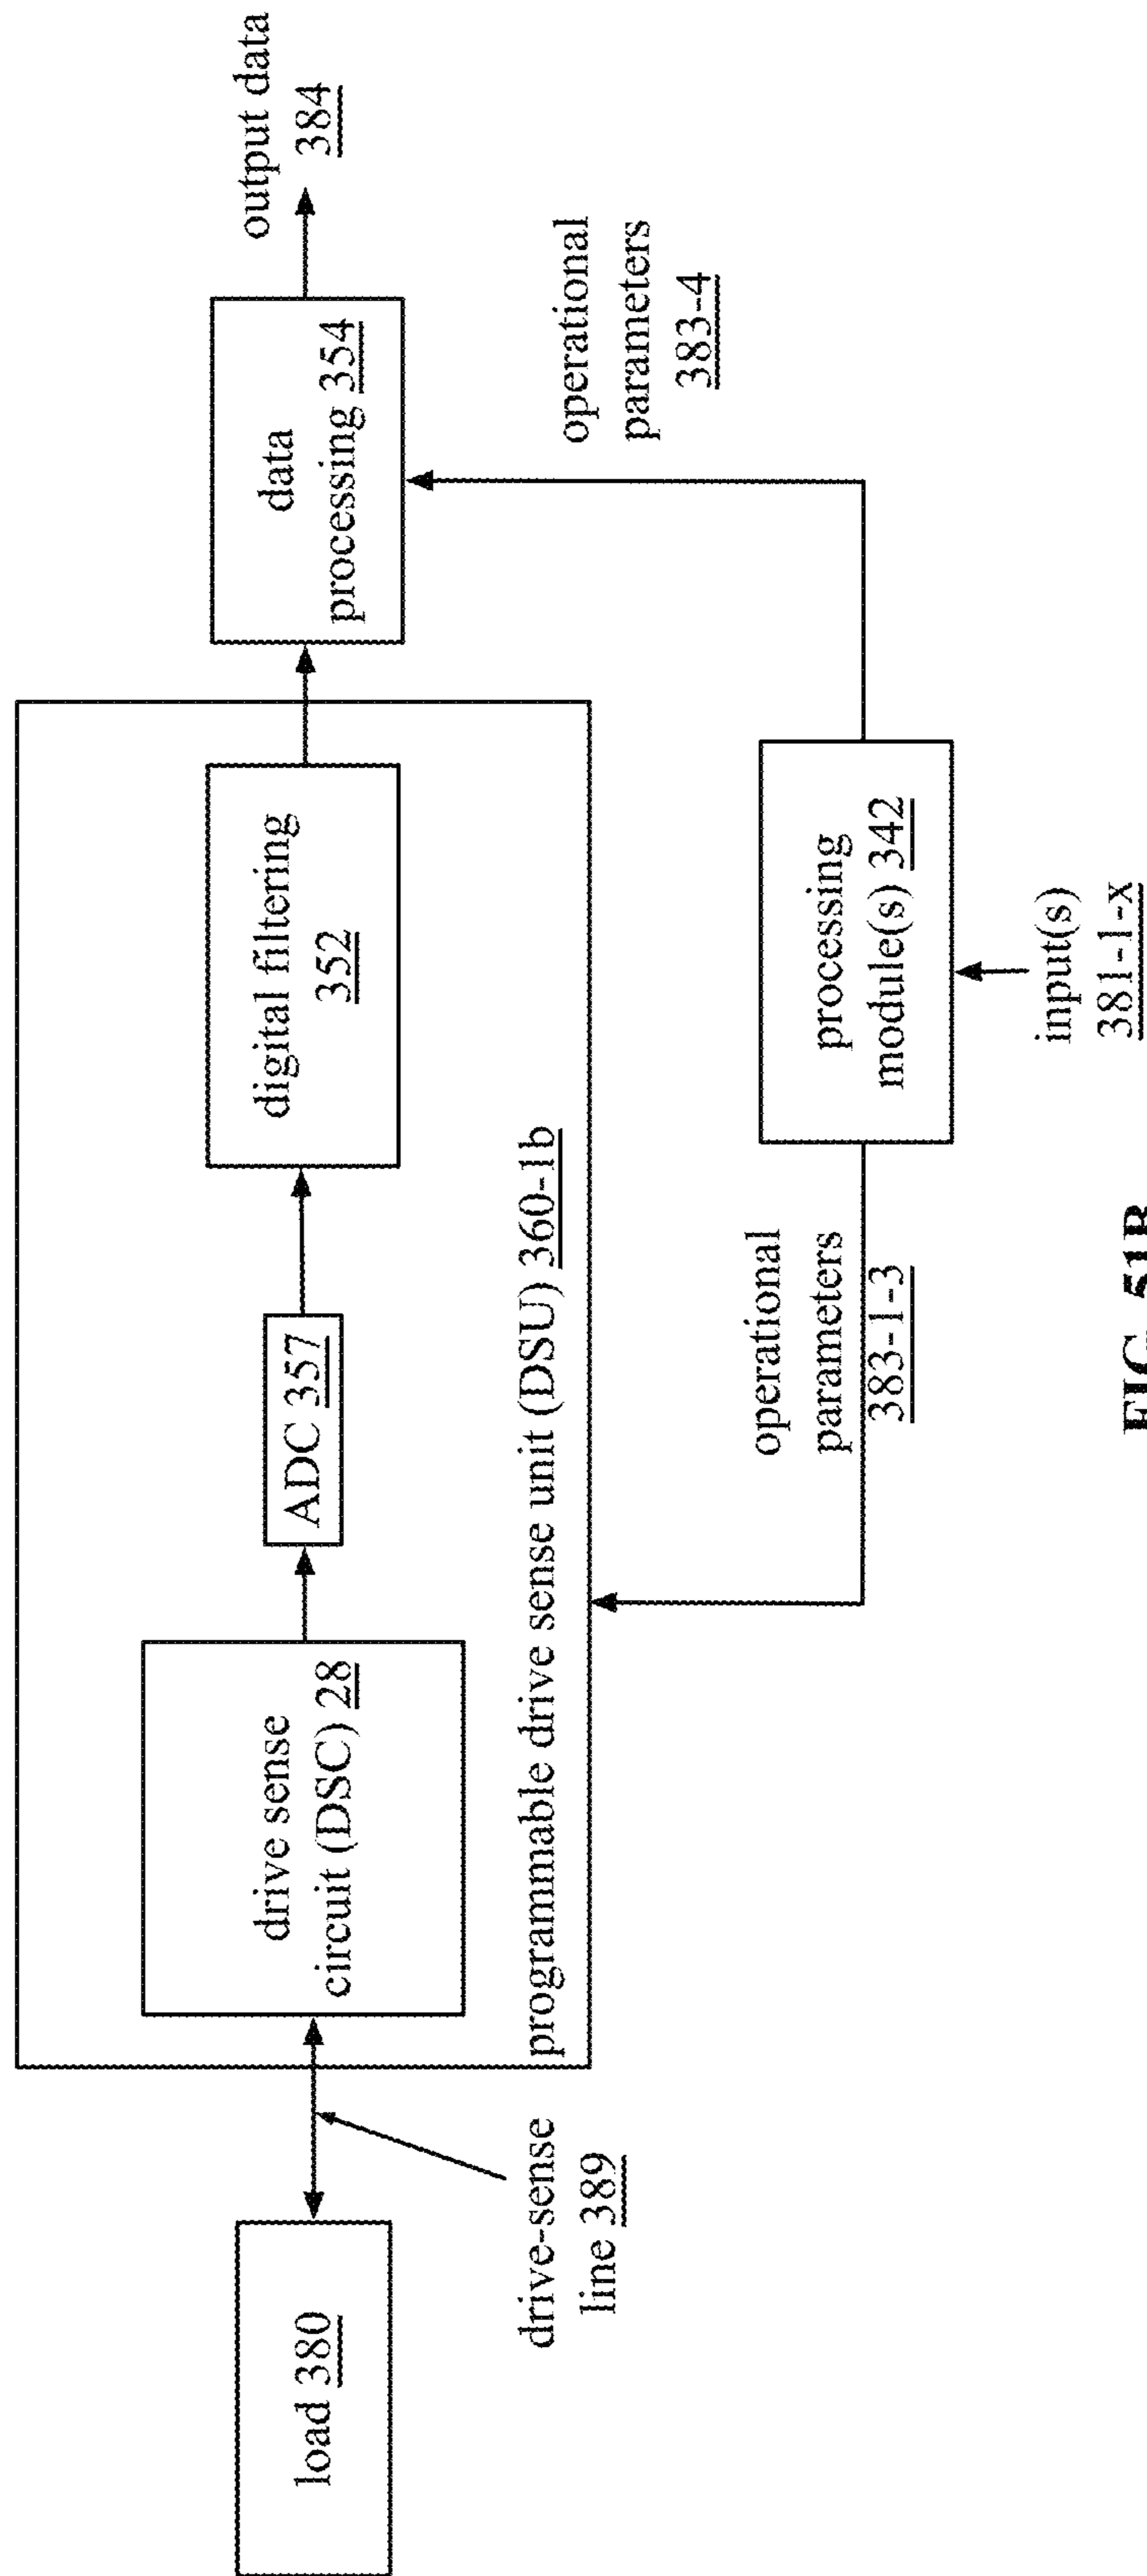 load 380
drive-sense
line 389
drive sense
circuit (DSC) 28
ADC 357
digital filtering
352
programmable drive sense unit (DSU) 360-1b
data
processing 354
output data
384
operational
parameters
383-1-3
processing
module(s) 342
input(s)
381-1-x
operational
parameters
383-4
FIG. 51B